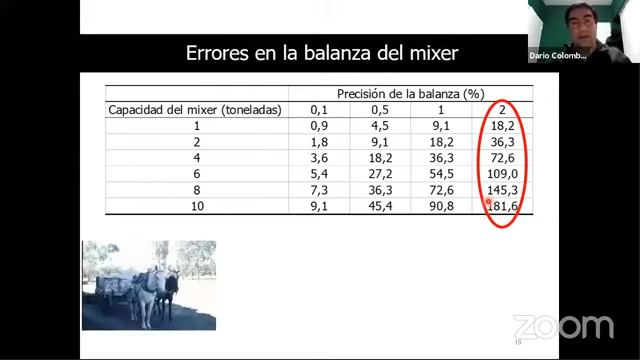 Dario Colomb...
Errores en la balanza del mixer
Precisión de la balanza (%)
Capacidad del mixer (toneladas) 0,1 0,5 1 2
1 0,9 4,5 9,1 18,2
2 1,8 9,1 18,2 36,3
4 3,6 18,2 36,3 72,6
6 5,4 27,2 54,5 109,0
8 7,3 36,3 72,6 145,3
10 9,1 45,4 90,8 181,6
zoom